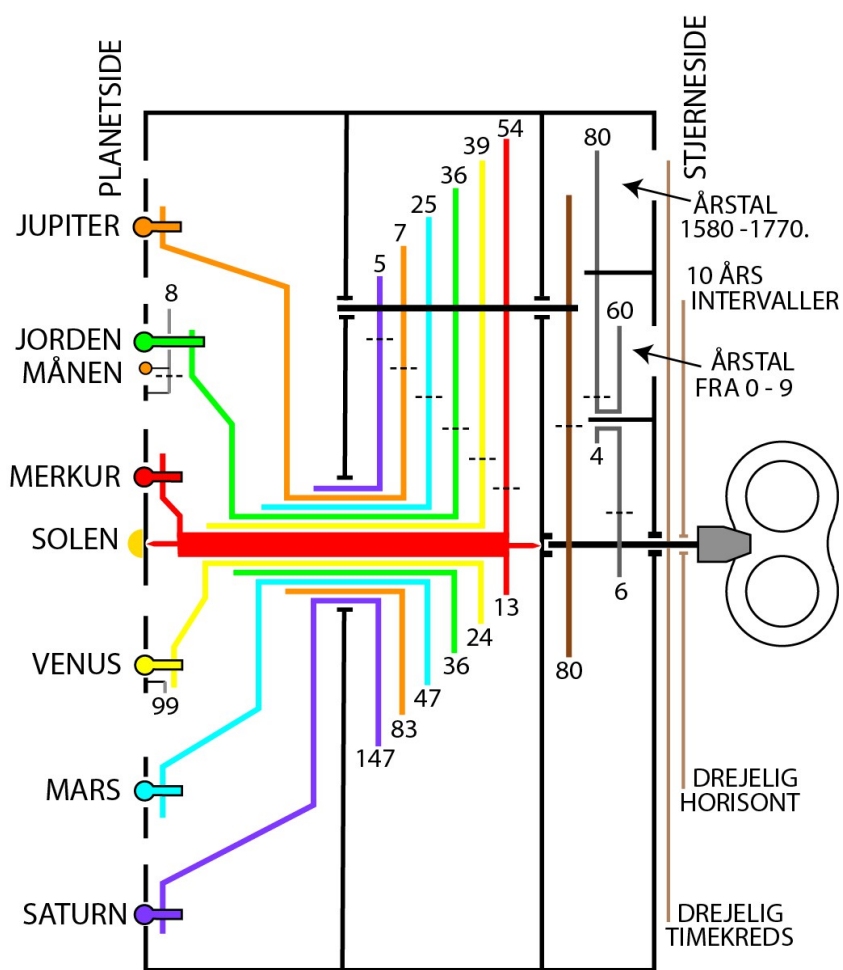 PLANETSIDE
STJERNESIDE
JUPITER
8
JORDEN
MÅNEN
MERKUR
SOLEN
VENUS
99
MARS
SATURN
5
7
25
36
39
54
80
ÅRSTAL
1580 -1770.
10 ÅRS
INTERVALLER
60
ÅRSTAL
FRA 0 - 9
4
6
13
24
36
47
83
147
80
DREJELIG
HORISONT
DREJELIG
TIMEKREDS